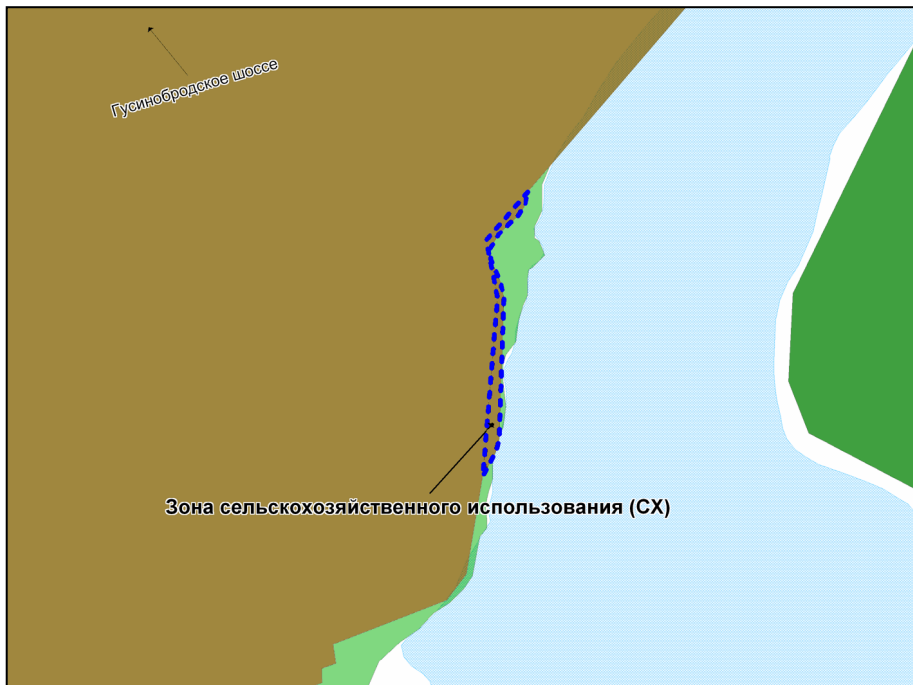 Гусинобродское шоссе
Зона сельскохозяйственного использования (СХ)